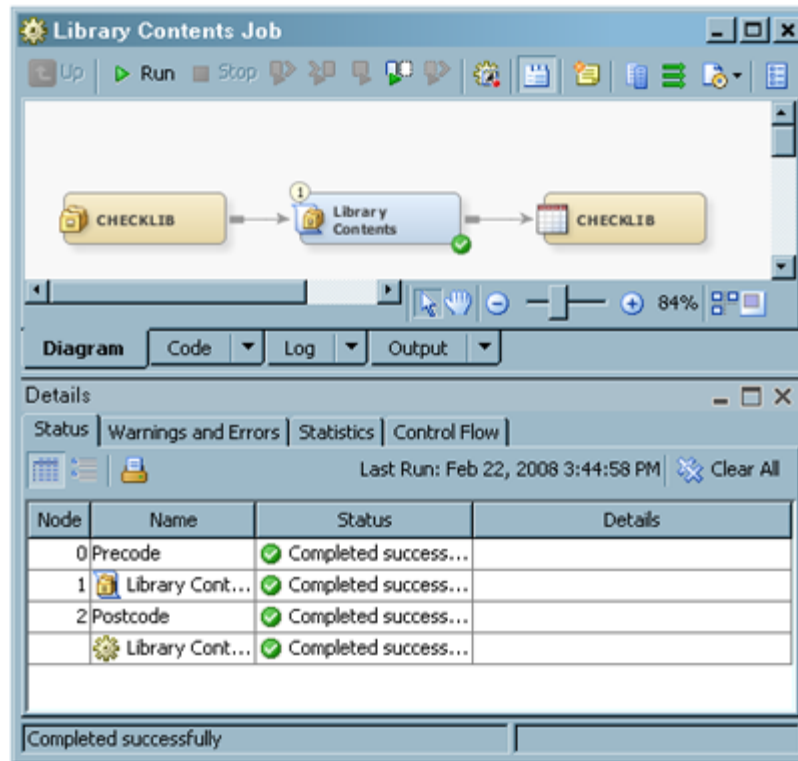 Library Contents Job
Up Run Stop
1
CHECKLIB
Library
Contents
CHECKLIB
84%
Diagram Code Log Output
Details
Status Warnings and Errors Statistics Control Flow
Last Run: Feb 22, 2008 3:44:58 PM Clear All
Node Name Status Details
0 Precode Completed success...
1 Library Cont... Completed success...
2 Postcode Completed success...
Library Cont... Completed success...
Completed successfully